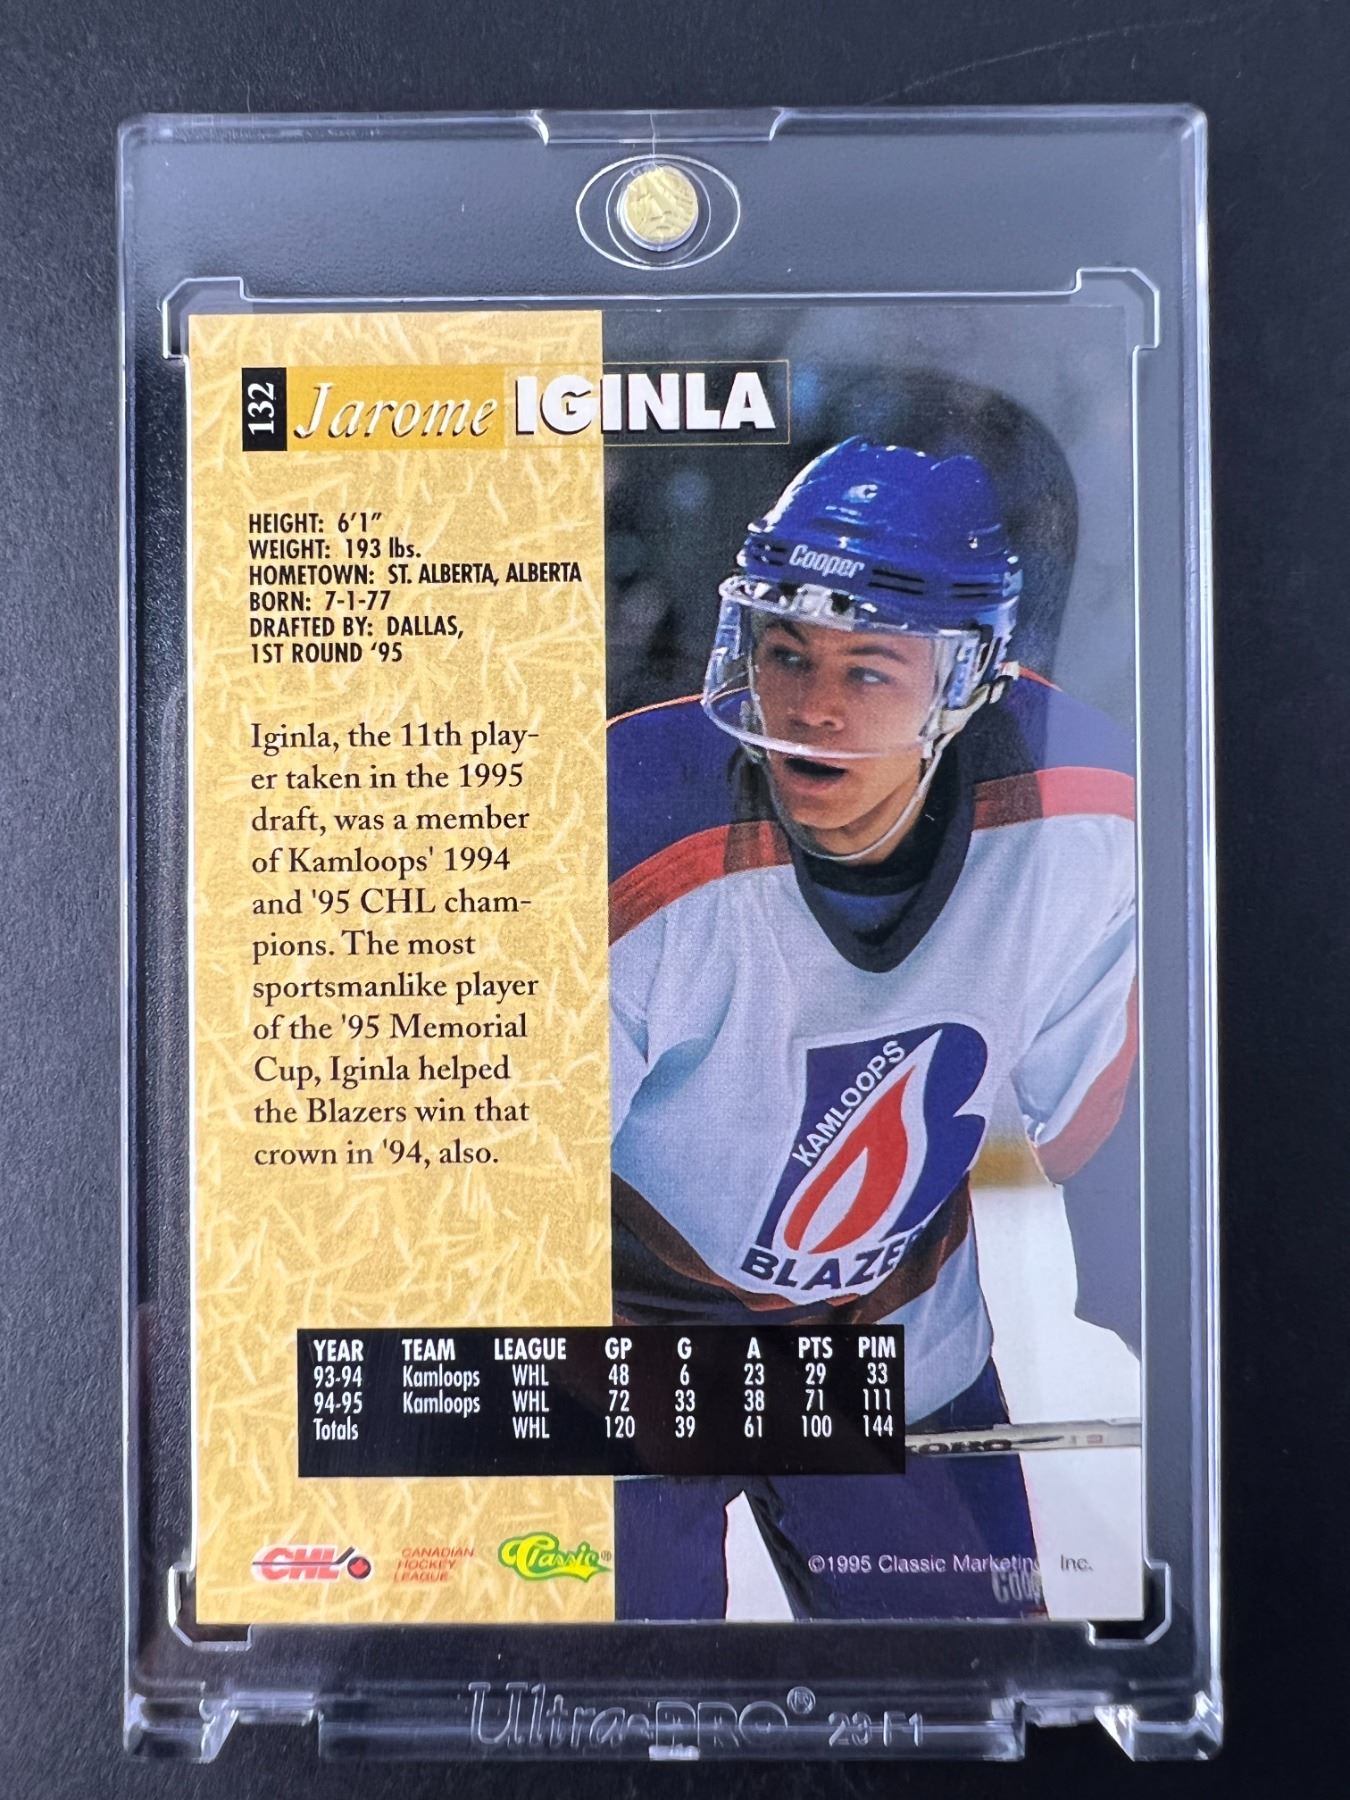 132 Jarome IGINLA
Cooper
HEIGHT: 6'1"
WEIGHT: 193 lbs.
HOMETOWN: ST. ALBERTA, ALBERTA
BORN: 7-1-77
DRAFTED BY: DALLAS,
1ST ROUND '95
Iginla, the 11th play-
er taken in the 1995
draft, was a member
of Kamloops' 1994
and '95 CHL cham-
pions. The most
sportsmanlike player
of the '95 Memorial
Cup, Iginla helped
the Blazers win that
crown in '94, also.
KAMLOOPS
BLAZE
YEAR TEAM LEAGUE GP G A PTS PIM
93-94 Kamloops WHL 48 6 23 29 33
94-95 Kamloops WHL 72 33 38 71 111
Totals WHL 120 39 61 100 144
CHL
CANADIAN
HOCKEY
LEAGUE
Classic®
©1995 Classic Marketing Inc.
Ultra-PRO® 23 F1